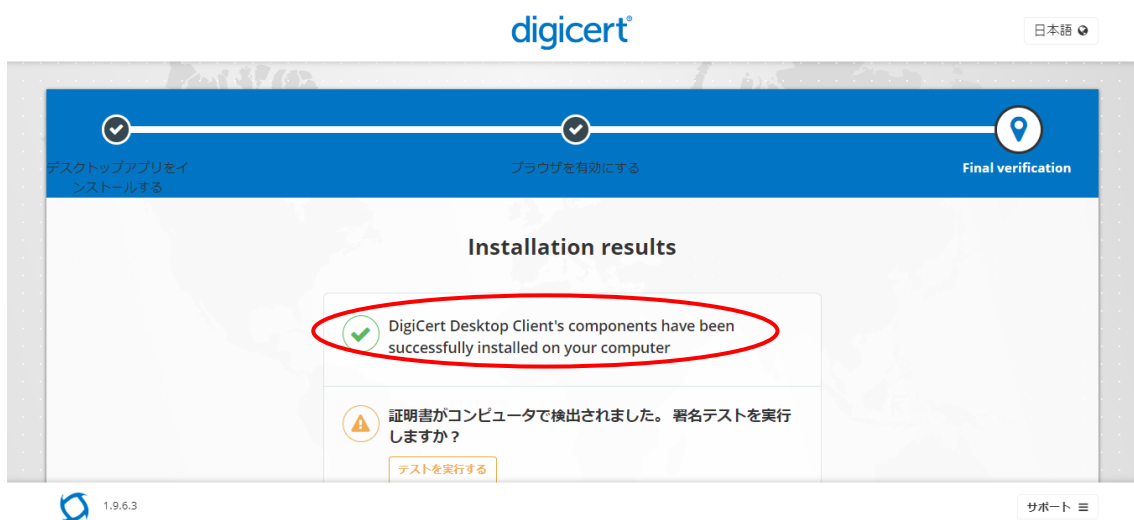 digicert®
日本語
デスクトップアプリをイ
ンストールする
ブラウザを有効にする
Final verification
Installation results
DigiCert Desktop Client's components have been
successfully installed on your computer
証明書がコンピュータで検出されました。 署名テストを実行
しますか？
テストを実行する
1.9.6.3
サポート